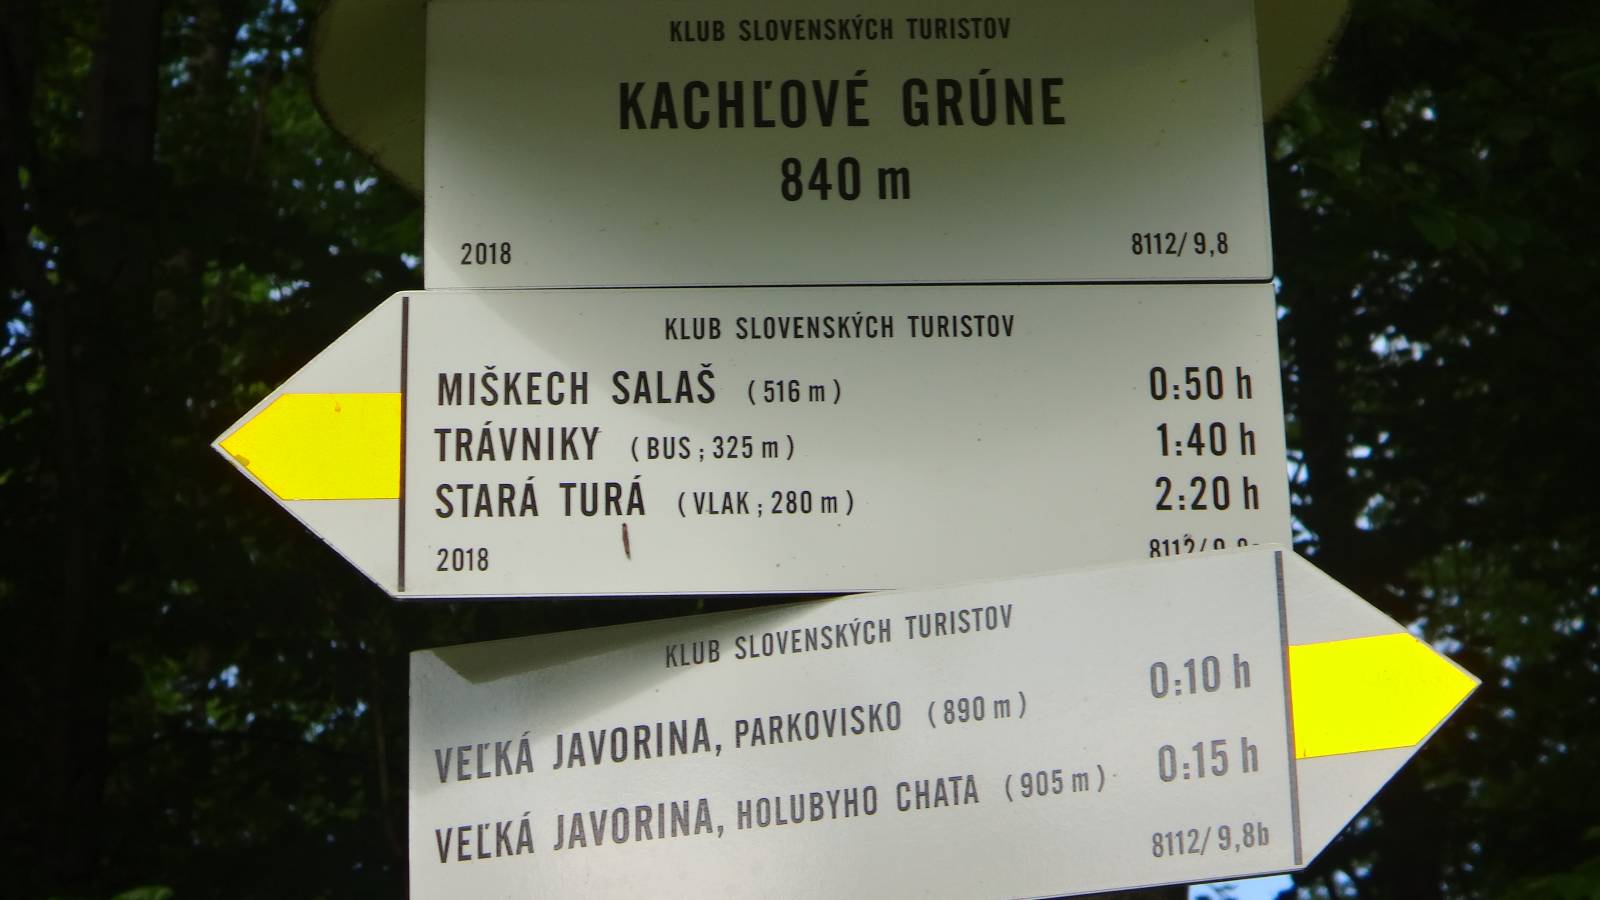 KLUB SLOVENSKÝCH TURISTOV
KACHĽOVÉ GRÚNE
840 m
2018 8112/ 9,8
KLUB SLOVENSKÝCH TURISTOV
MIŠKECH SALAŠ (516 m) 0:50 h
TRÁVNIKY (BUS ; 325 m) 1:40 h
STARÁ TURÁ (VLAK ; 280 m) 2:20 h
2018
KLUB SLOVENSKÝCH TURISTOV
VEĽKÁ JAVORINA, PARKOVISKO (890 m) 0:10 h
VEĽKÁ JAVORINA, HOLUBYHO CHATA (905 m) 0:15 h
8112/ 9,8b